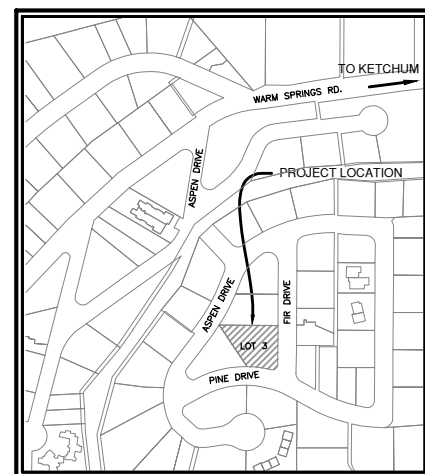 TO KETCHUM
WARM SPRINGS RD.
ASPEN DRIVE
PROJECT LOCATION
ASPEN DRIVE
FIR DRIVE
LOT 3
PINE DRIVE